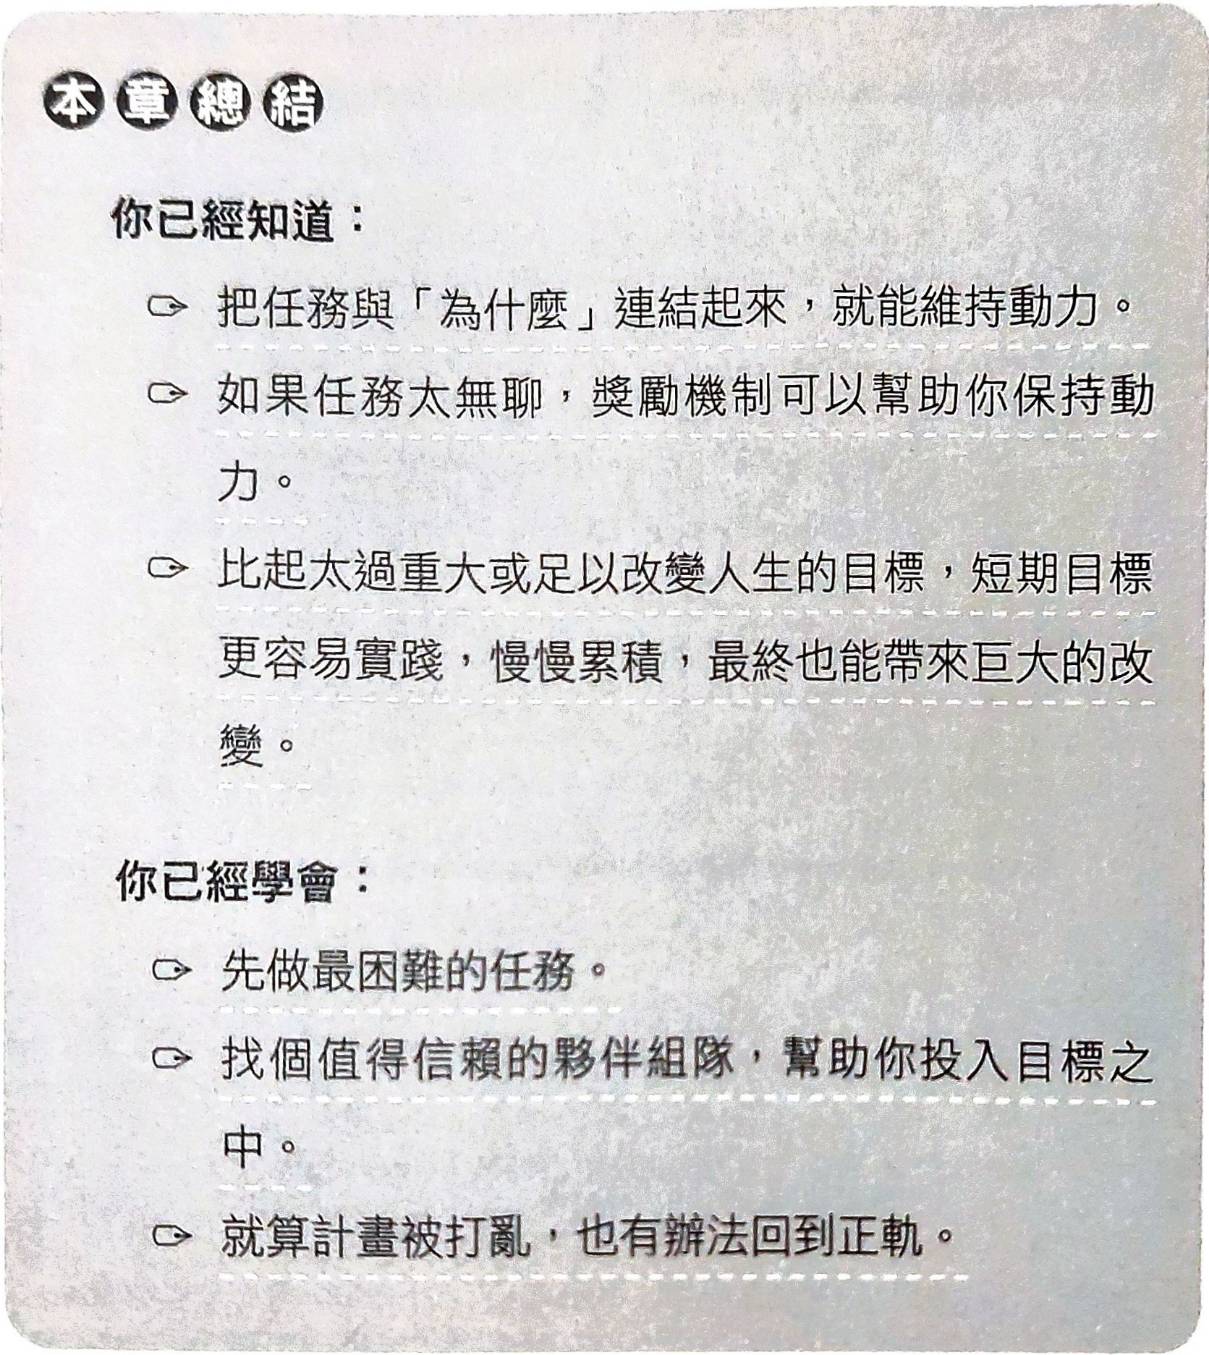 本章總結
你已經知道：
把任務與「為什麼」連結起來，就能維持動力。
如果任務太無聊，獎勵機制可以幫助你保持動
力。
比起太過重大或足以改變人生的目標，短期目標
更容易實踐，慢慢累積，最終也能帶來巨大的改
變。
你已經學會：
先做最困難的任務。
找個值得信賴的夥伴組隊，幫助你投入目標之
中。
就算計畫被打亂，也有辦法回到正軌。